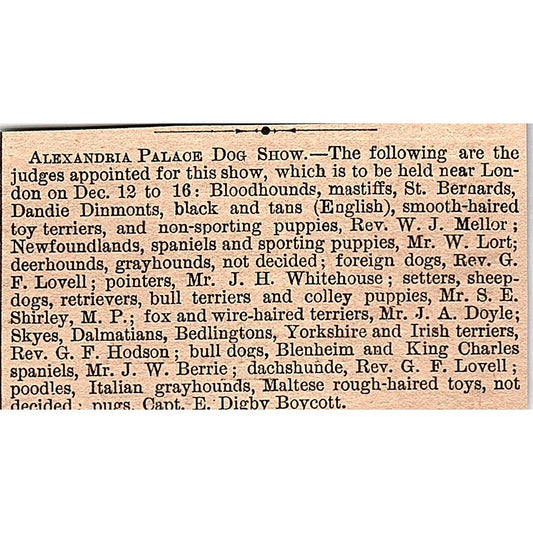 ALEXANDRIA PALACE DOG SHOW.—The following are the
judges appointed for this show, which is to be held near Lon-
don on Dec. 12 to 16: Bloodhounds, mastiffs, St. Bernards,
Dandie Dinmonts, black and tans (English), smooth-haired
toy terriers, and non-sporting puppies, Rev. W. J. Mellor;
Newfoundlands, spaniels and sporting puppies, Mr. W. Lort;
deerhounds, grayhounds, not decided; foreign dogs, Rev. G.
F. Lovell; pointers, Mr. J. H. Whitehouse; setters, sheep-
dogs, retrievers, bull terriers and colley puppies, Mr. S. E.
Shirley, M. P.; fox and wire-haired terriers, Mr. J. A. Doyle;
Skyes, Dalmatians, Bedlingtons, Yorkshire and Irish terriers,
Rev. G. F. Hodson; bull dogs, Blenheim and King Charles
spaniels, Mr. J. W. Berrie; dachshunde, Rev. G. F. Lovell;
poodles, Italian grayhounds, Maltese rough-haired toys, not
decided; pugs, Capt. E. Digby Boycott.